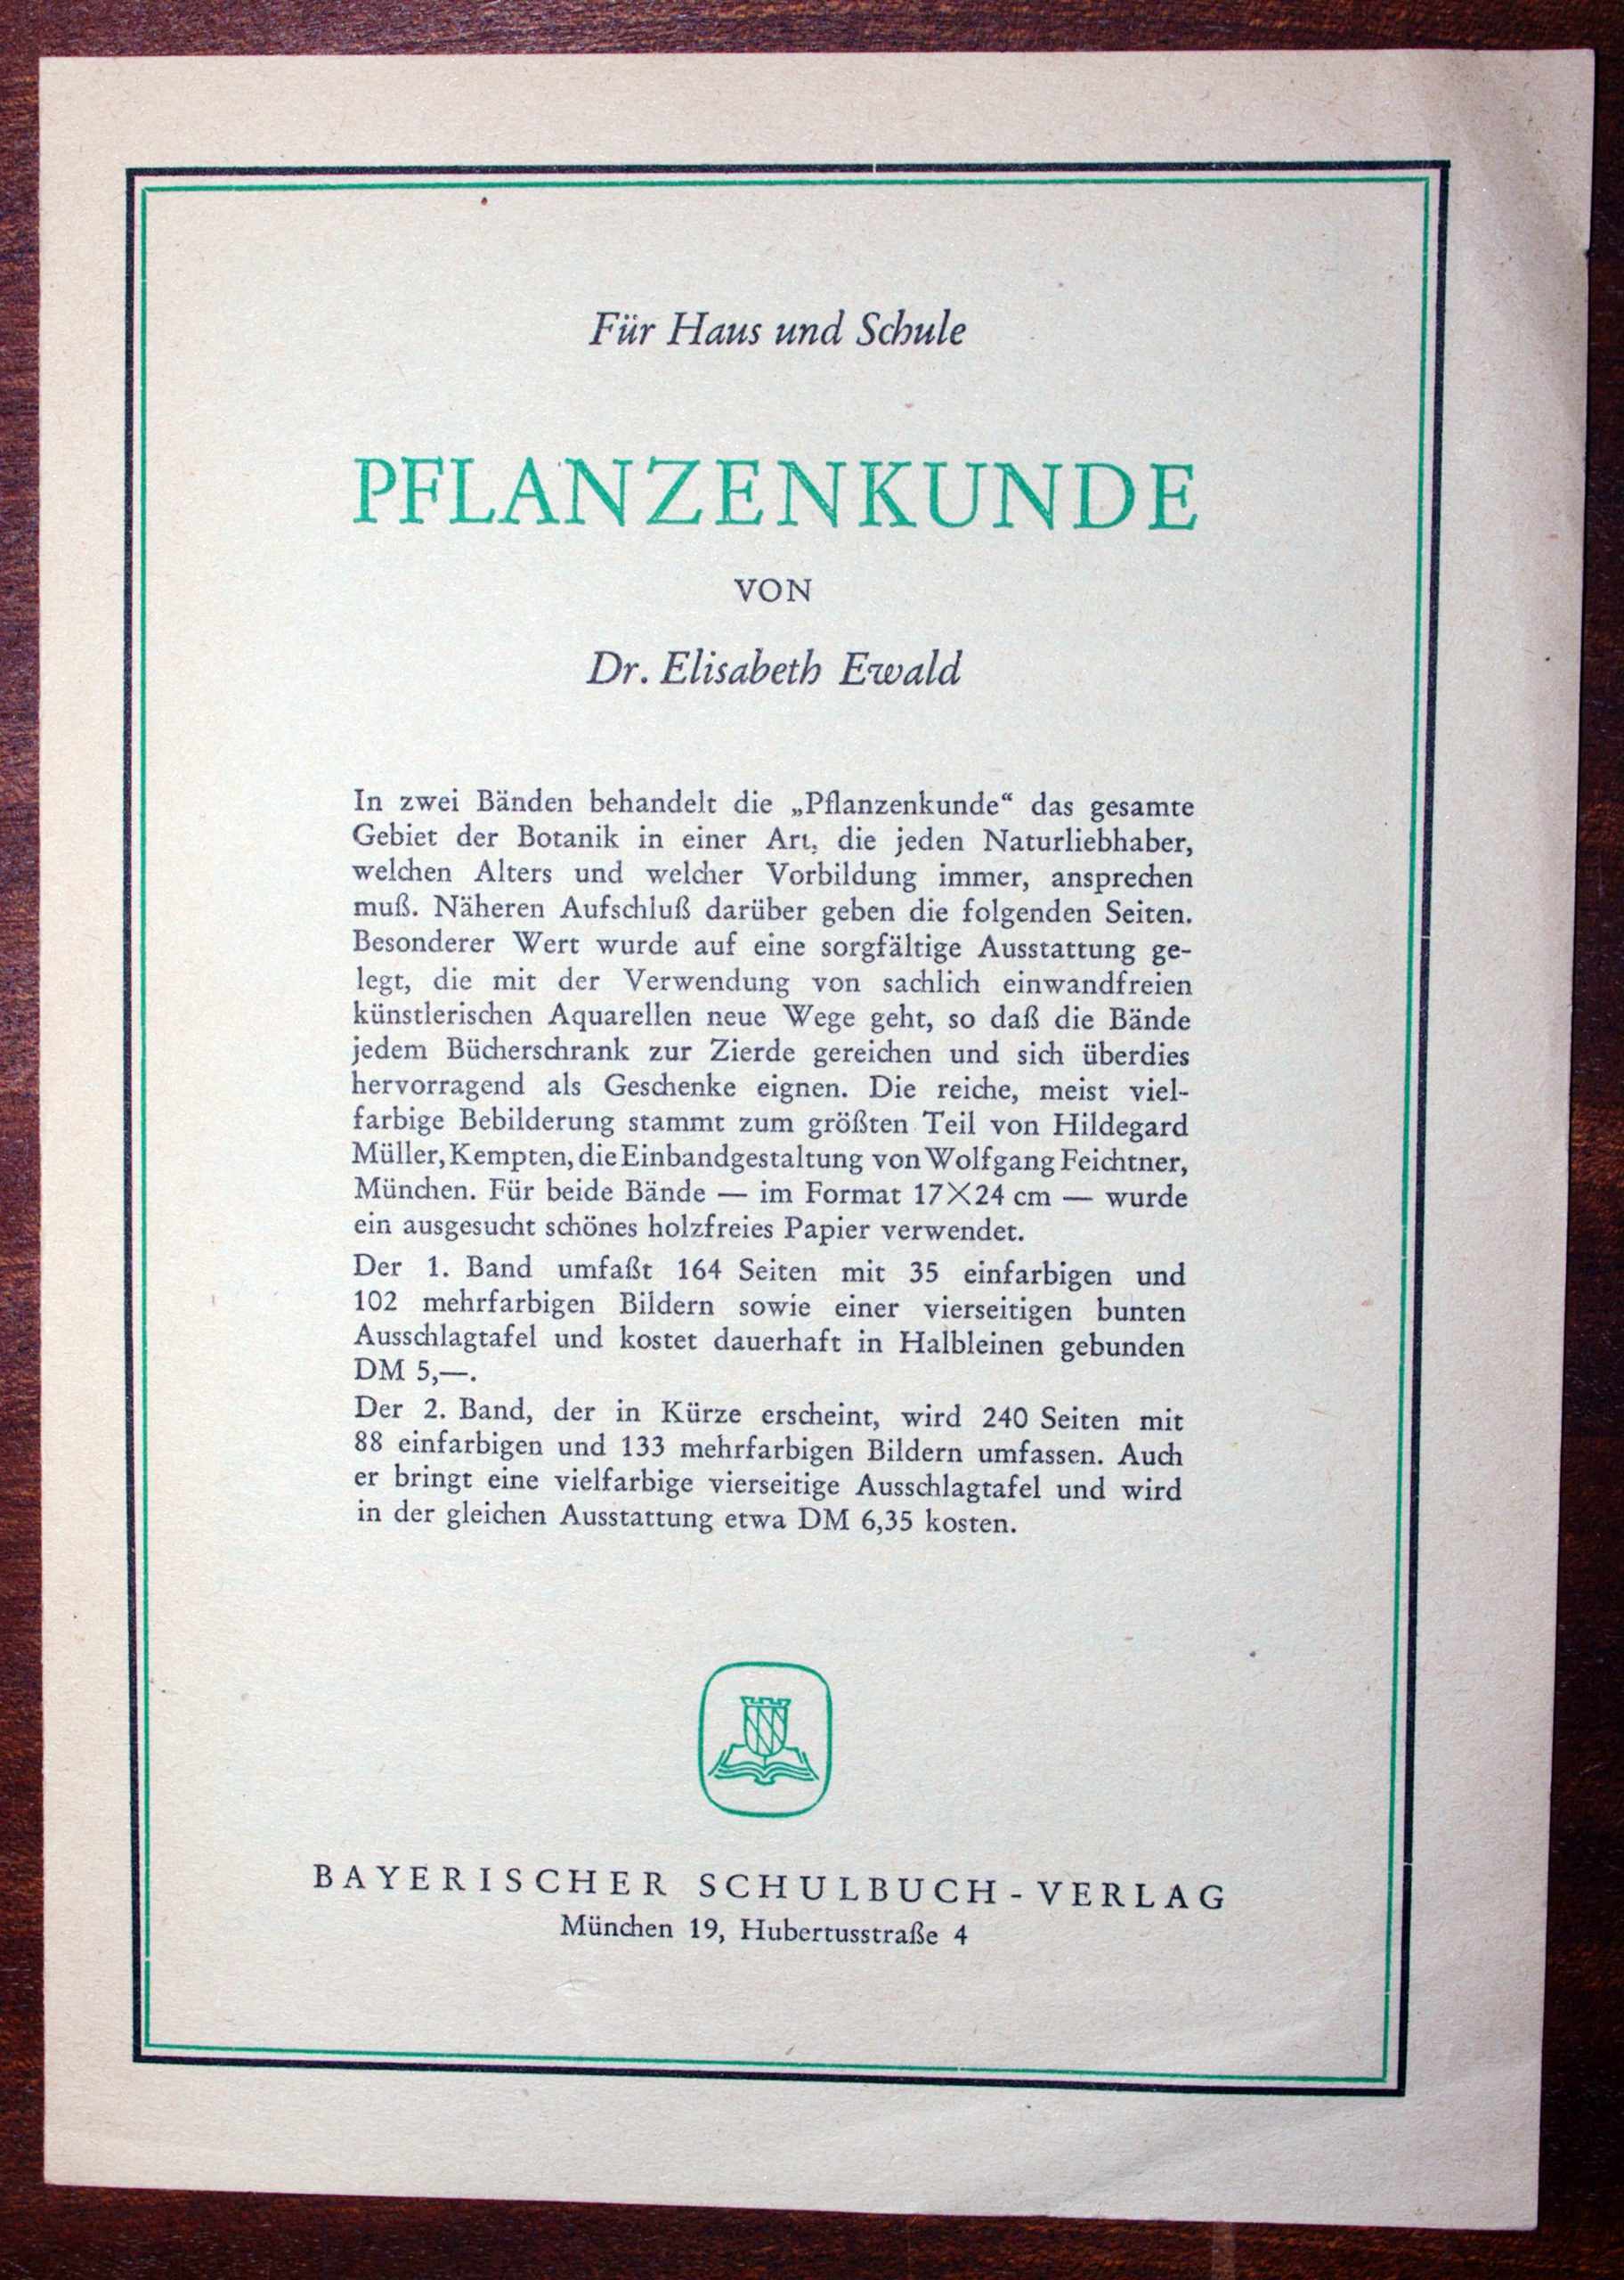 Für Haus und Schule
PFLANZENKUNDE
VON
Dr. Elisabeth Ewald
In zwei Bänden behandelt die „Pflanzenkunde“ das gesamte
Gebiet der Botanik in einer Art, die jeden Naturliebhaber,
welchen Alters und welcher Vorbildung immer, ansprechen
muß. Näheren Aufschluß darüber geben die folgenden Seiten.
Besonderer Wert wurde auf eine sorgfältige Ausstattung ge-
legt, die mit der Verwendung von sachlich einwandfreien
künstlerischen Aquarellen neue Wege geht, so daß die Bände
jedem Bücherschrank zur Zierde gereichen und sich überdies
hervorragend als Geschenke eignen. Die reiche, meist viel-
farbige Bebilderung stammt zum größten Teil von Hildegard
Müller, Kempten, die Einbandgestaltung von Wolfgang Feichtner,
München. Für beide Bände — im Format 17×24 cm — wurde
ein ausgesucht schönes holzfreies Papier verwendet.
Der 1. Band umfaßt 164 Seiten mit 35 einfarbigen und
102 mehrfarbigen Bildern sowie einer vierseitigen bunten
Ausschlagtafel und kostet dauerhaft in Halbleinen gebunden
DM 5,—.
Der 2. Band, der in Kürze erscheint, wird 240 Seiten mit
88 einfarbigen und 133 mehrfarbigen Bildern umfassen. Auch
er bringt eine vielfarbige vierseitige Ausschlagtafel und wird
in der gleichen Ausstattung etwa DM 6,35 kosten.
BAYERISCHER SCHULBUCH-VERLAG
München 19, Hubertusstraße 4